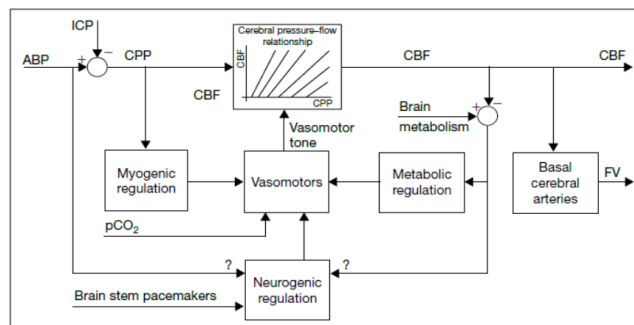 ICP
ABP
+
−
CPP
Cerebral pressure–flow
relationship
CBF
CPP
CBF
CBF
CBF
Brain
metabolism
+
−
Vasomotor
tone
Myogenic
regulation
Vasomotors
Metabolic
regulation
Basal
cerebral
arteries
FV
pCO₂
?
?
Neurogenic
regulation
Brain stem pacemakers